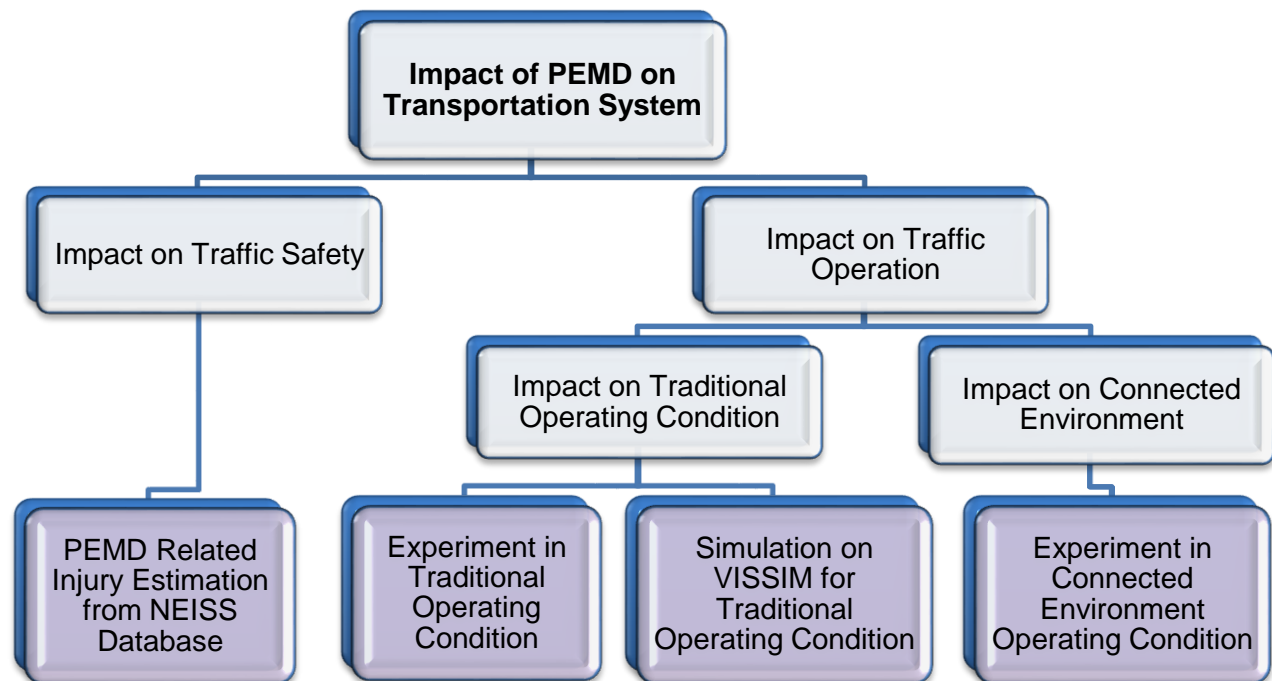 Impact of PEMD on
Transportation System
Impact on Traffic Safety
Impact on Traffic
Operation
Impact on Traditional
Operating Condition
Impact on Connected
Environment
PEMD Related
Injury Estimation
from NEISS
Database
Experiment in
Traditional
Operating
Condition
Simulation on
VISSIM for
Traditional
Operating Condition
Experiment in
Connected
Environment
Operating Condition